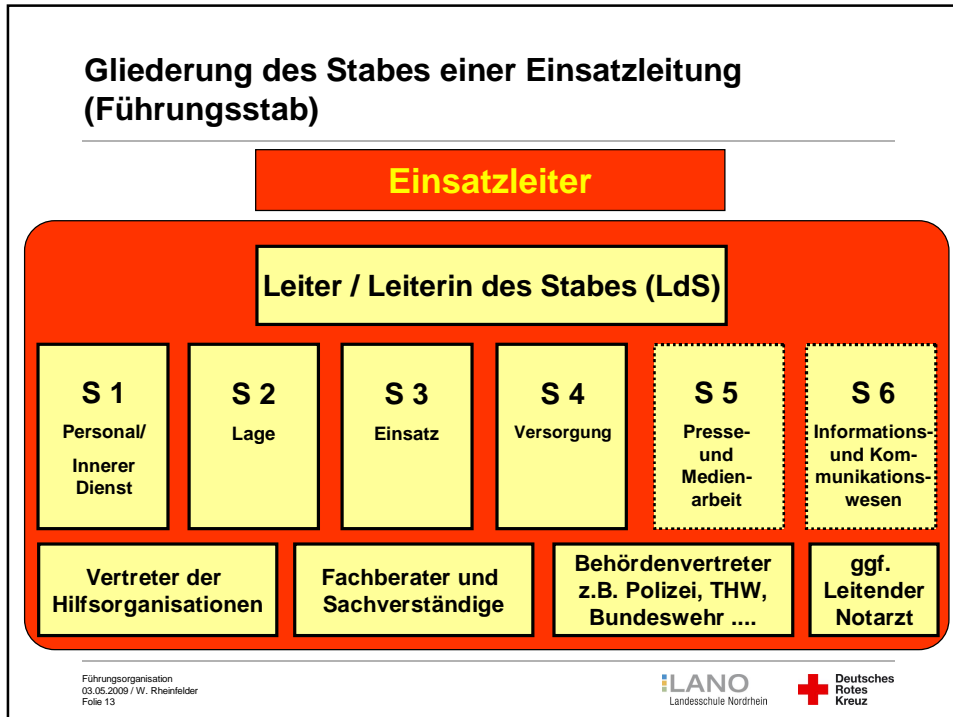 Gliederung des Stabes einer Einsatzleitung
(Führungsstab)
Einsatzleiter
Leiter / Leiterin des Stabes (LdS)
S 1
Personal/
Innerer
Dienst
S 2
Lage
S 3
Einsatz
S 4
Versorgung
S 5
Presse-
und
Medien-
arbeit
S 6
Informations-
und Kom-
munikations-
wesen
Vertreter der
Hilfsorganisationen
Fachberater und
Sachverständige
Behördenvertreter
z.B. Polizei, THW,
Bundeswehr ....
ggf.
Leitender
Notarzt
Führungsorganisation
03.05.2009 / W. Rheinfelder
Folie 13
LANO
Landesschule Nordrhein
Deutsches
Rotes
Kreuz